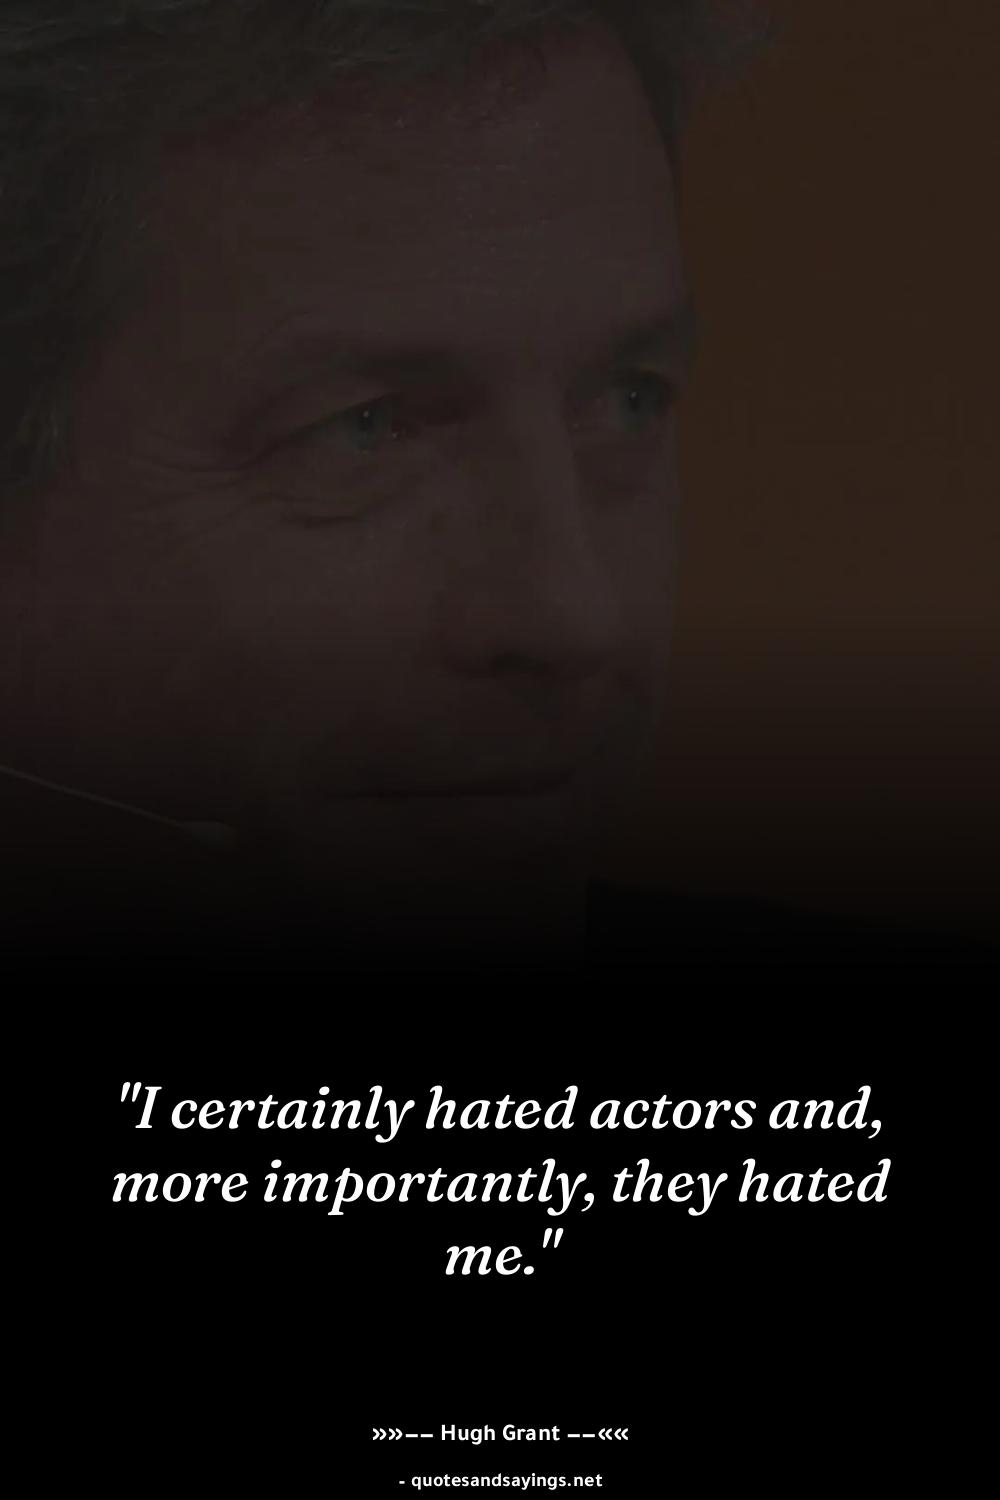 "I certainly hated actors and,
more importantly, they hated
me."
»»−− Hugh Grant −−««
- quotesandsayings.net